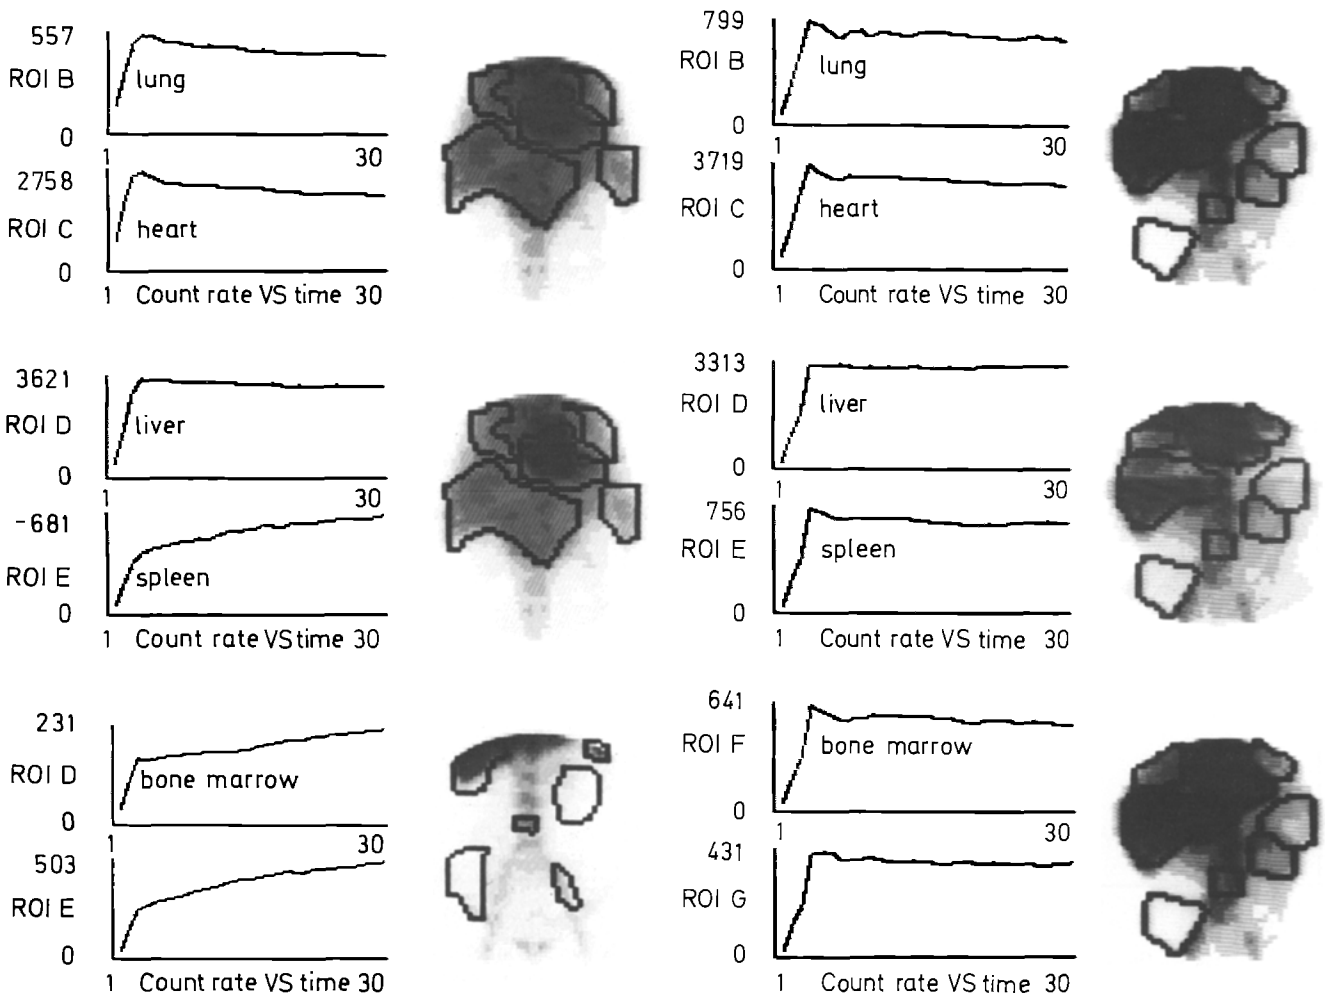 557
ROI B
lung
0
1
30
2758
ROI C
heart
0
1 Count rate VS time 30
799
ROI B
lung
0
1
30
3719
ROI C
heart
0
1 Count rate VS time 30
3621
ROI D
liver
0
1
30
-681
ROI E
spleen
0
1 Count rate VS time 30
3313
ROI D
liver
0
1
30
756
ROI E
spleen
0
1 Count rate VS time 30
231
ROI D
bone marrow
0
1
30
503
ROI E
0
1 Count rate VS time 30
641
ROI F
bone marrow
0
1
30
431
ROI G
0
1 Count rate VS time 30